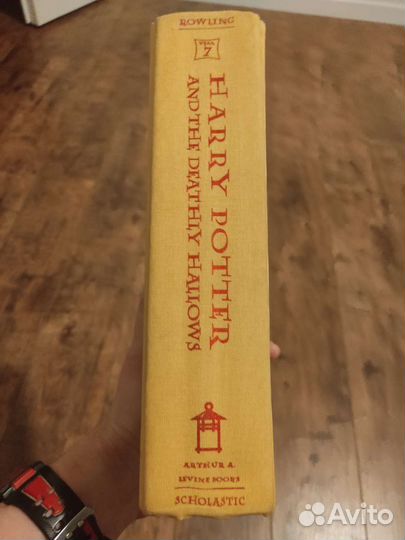 ROWLING
YEAR
7
HARRY POTTER
AND THE DEATHLY HALLOWS
ARTHUR A.
LEVINE BOOKS
SCHOLASTIC
Avito